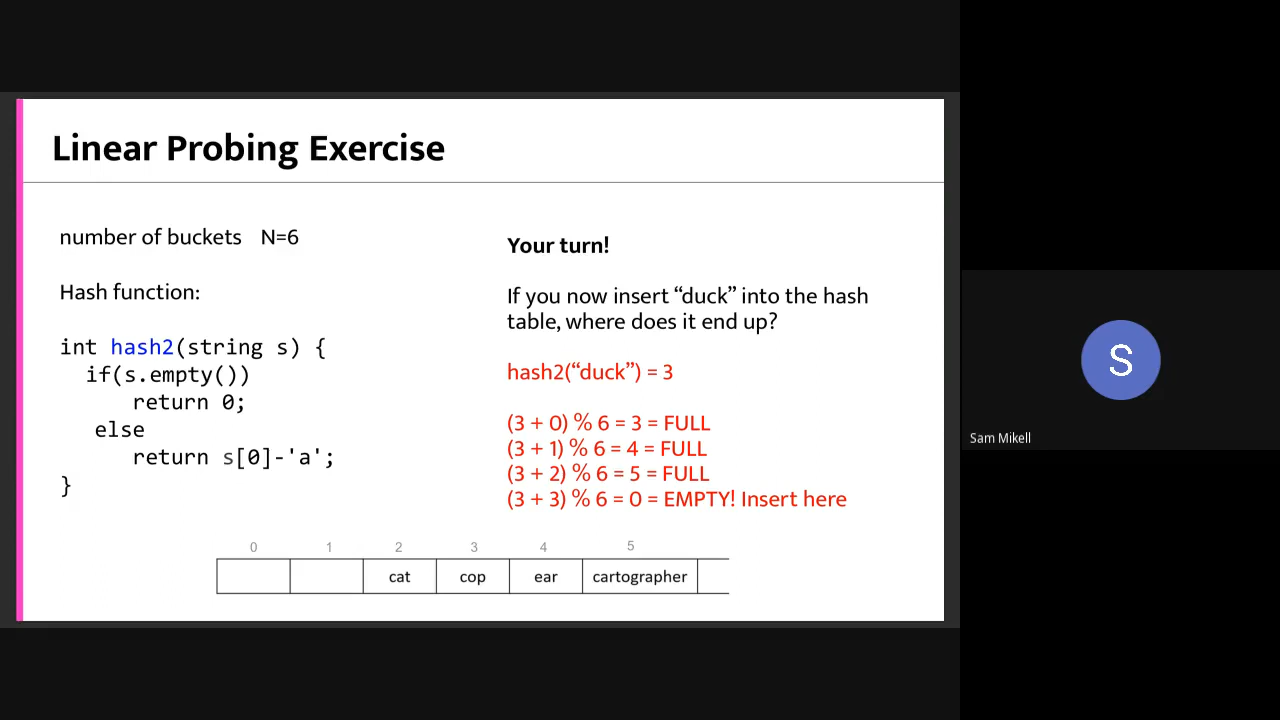 Linear Probing Exercise
number of buckets N=6
Hash function:
int hash2(string s) {
if(s.empty())
return 0;
else
return s[0]-'a';
}
Your turn!
If you now insert “duck” into the hash
table, where does it end up?
hash2(“duck”) = 3
(3 + 0) % 6 = 3 = FULL
(3 + 1) % 6 = 4 = FULL
(3 + 2) % 6 = 5 = FULL
(3 + 3) % 6 = 0 = EMPTY! Insert here
0 1 2 3 4 5
cat cop ear cartographer
S
Sam Mikell